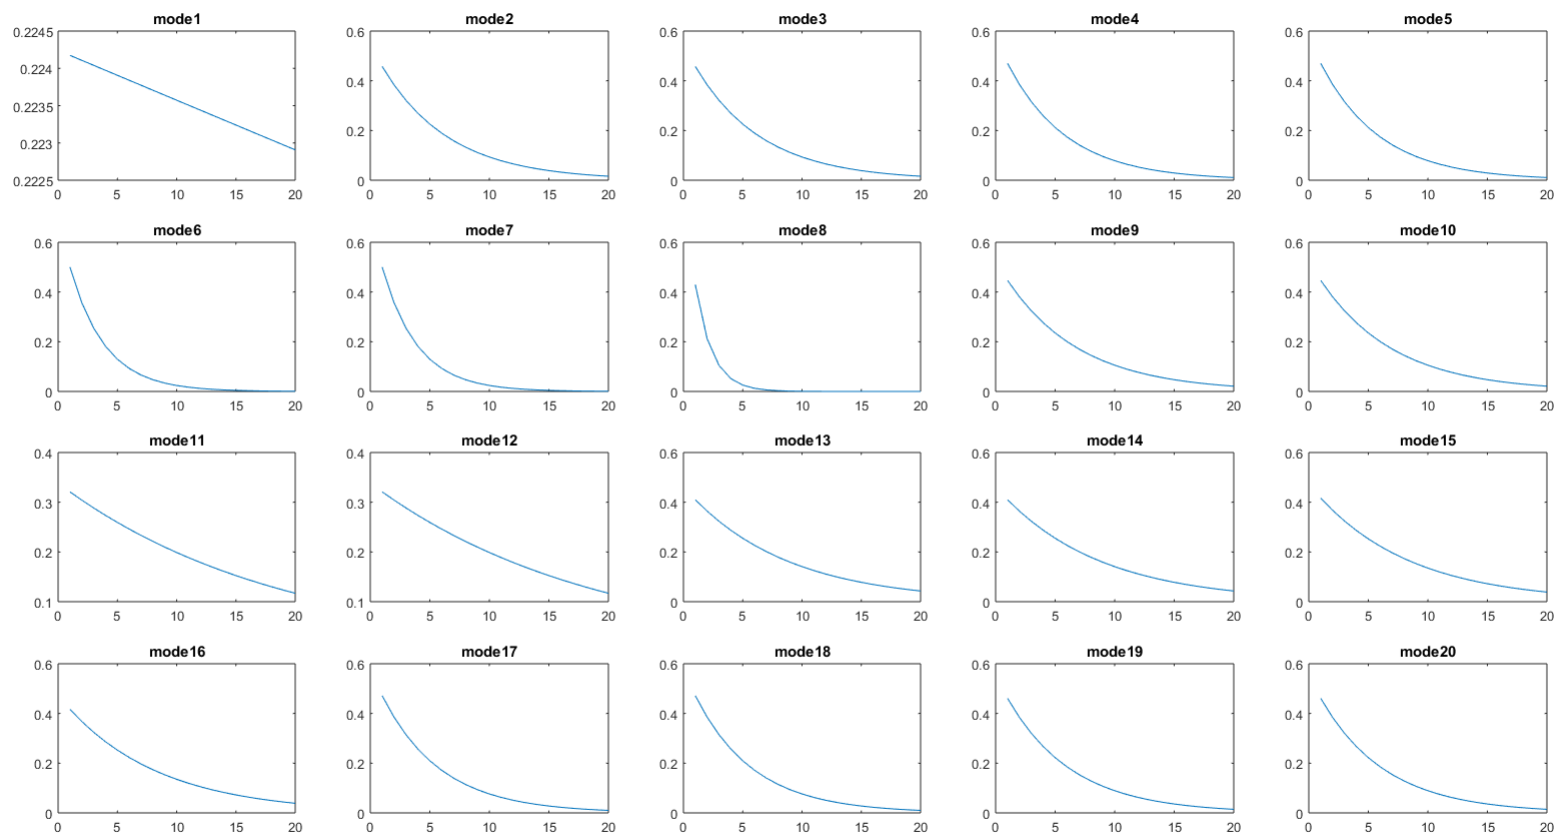 mode1 mode2 mode3 mode4 mode5
0.2245 0.6 0.6 0.6 0.6
0.224 0.4 0.4 0.4 0.4
0.2235
0.223 0.2 0.2 0.2 0.2
0.2225 0 0 0 0
0 5 10 15 20 0 5 10 15 20 0 5 10 15 20 0 5 10 15 20 0 5 10 15 20
mode6 mode7 mode8 mode9 mode10
0.6 0.6 0.6 0.6 0.6
0.4 0.4 0.4 0.4 0.4
0.2 0.2 0.2 0.2 0.2
0 0 0 0 0
0 5 10 15 20 0 5 10 15 20 0 5 10 15 20 0 5 10 15 20 0 5 10 15 20
mode11 mode12 mode13 mode14 mode15
0.4 0.4 0.6 0.6 0.6
0.3 0.3 0.4 0.4 0.4
0.2 0.2 0.2 0.2 0.2
0.1 0.1 0 0 0
0 5 10 15 20 0 5 10 15 20 0 5 10 15 20 0 5 10 15 20 0 5 10 15 20
mode16 mode17 mode18 mode19 mode20
0.6 0.6 0.6 0.6 0.6
0.4 0.4 0.4 0.4 0.4
0.2 0.2 0.2 0.2 0.2
0 0 0 0 0
0 5 10 15 20 0 5 10 15 20 0 5 10 15 20 0 5 10 15 20 0 5 10 15 20